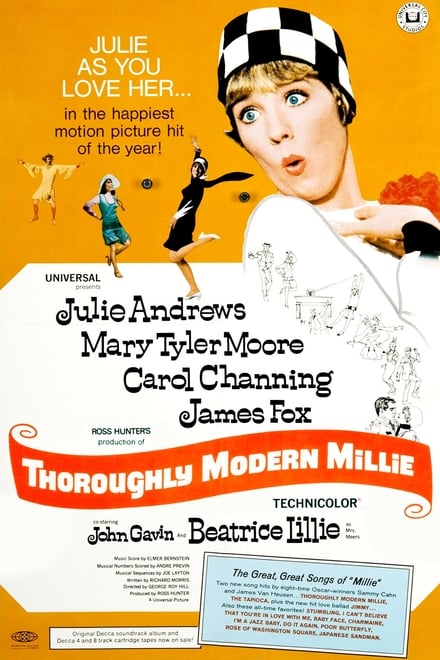 UNIVERSAL CITY STUDIOS
JULIE
AS YOU
LOVE HER...
in the happiest
motion picture hit
of the year!
UNIVERSAL
presents
Julie Andrews
Mary Tyler Moore
Carol Channing
James Fox
ROSS HUNTER'S
production of
THOROUGHLY MODERN MILLIE
TECHNICOLOR®
co-starring
John Gavin And Beatrice Lillie as Mrs. Meers
Music Score by ELMER BERNSTEIN
Musical Numbers Scored by ANDRE PREVIN
Musical Sequences by JOE LAYTON
Written by RICHARD MORRIS
Directed by GEORGE ROY HILL
Produced by ROSS HUNTER
A Universal Picture
The Great, Great Songs of "Millie"
Two new song hits by eight-time Oscar-winners Sammy Cahn
and James Van Heusen... THOROUGHLY MODERN MILLIE,
THE TAPIOCA, plus the new hit love ballad JIMMY...
Also these all-time favorites! STUMBLING, I CAN'T BELIEVE
THAT YOU'RE IN LOVE WITH ME, BABY FACE, CHARMAINE,
I'M A JAZZ BABY, DO IT AGAIN, POOR BUTTERFLY,
ROSE OF WASHINGTON SQUARE, JAPANESE SANDMAN.
Original Decca soundtrack album and
Decca 4 and 8 track cartridge tapes now on sale!